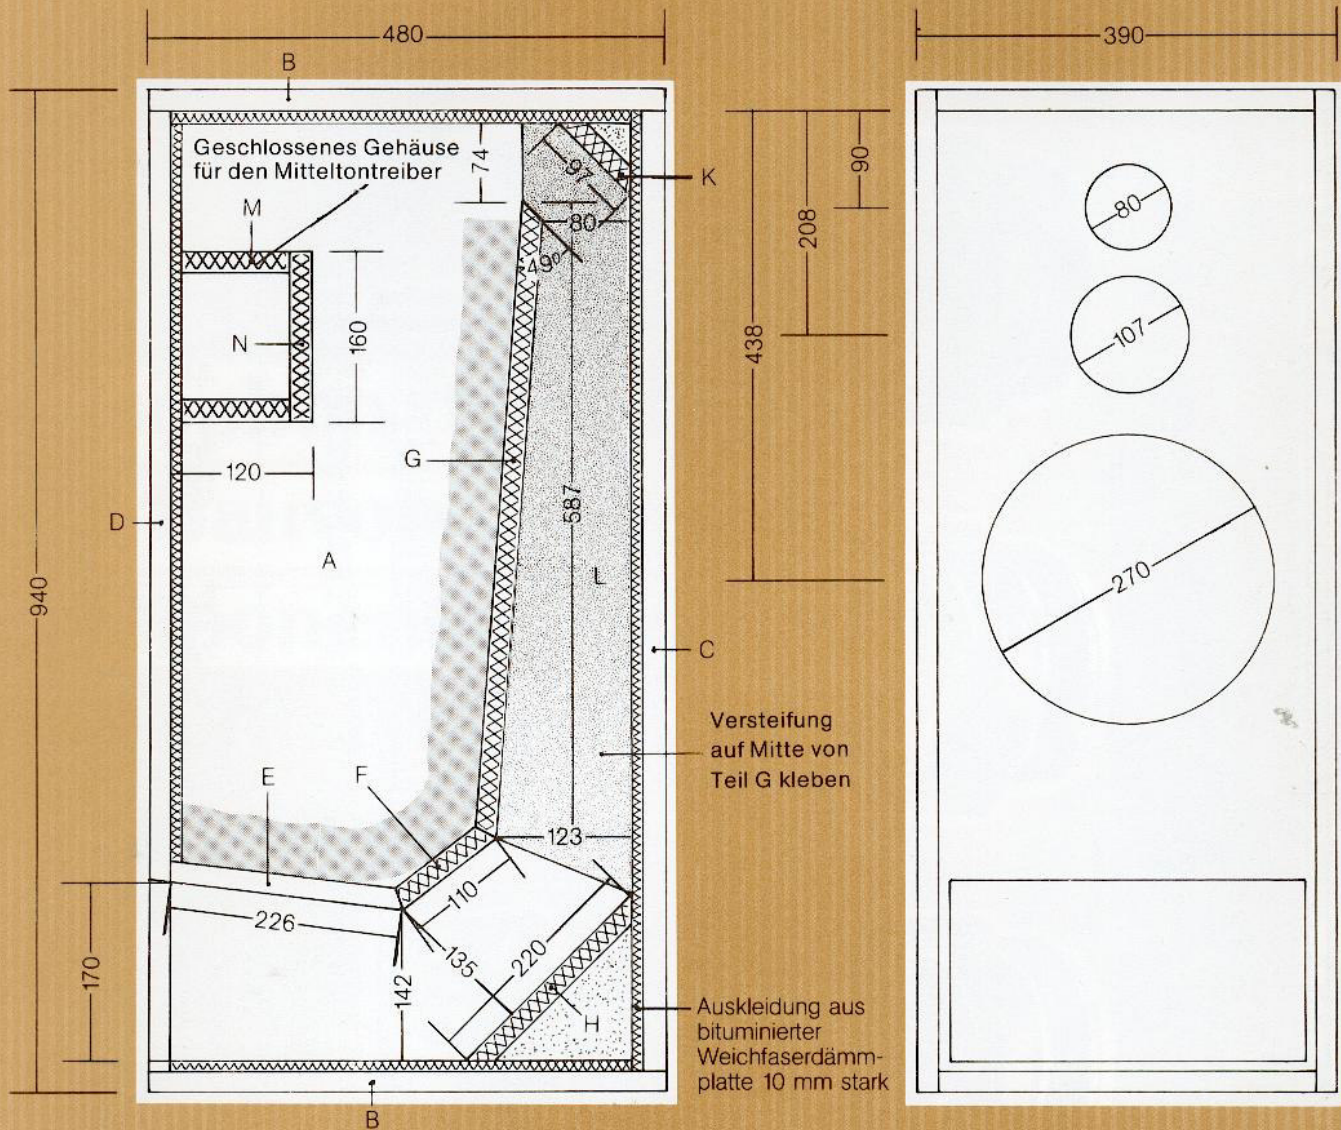 480
390
B
Geschlossenes Gehäuse
für den Mitteltontreiber
74
97
K
90
80
208
M
80
49°
N
160
438
107
G
120
587
D
A
L
270
940
C
Versteifung
auf Mitte von
Teil G kleben
E
F
123
110
226
135
220
170
142
H
Auskleidung aus
bituminierter
Weichfaserdämm-
platte 10 mm stark
B